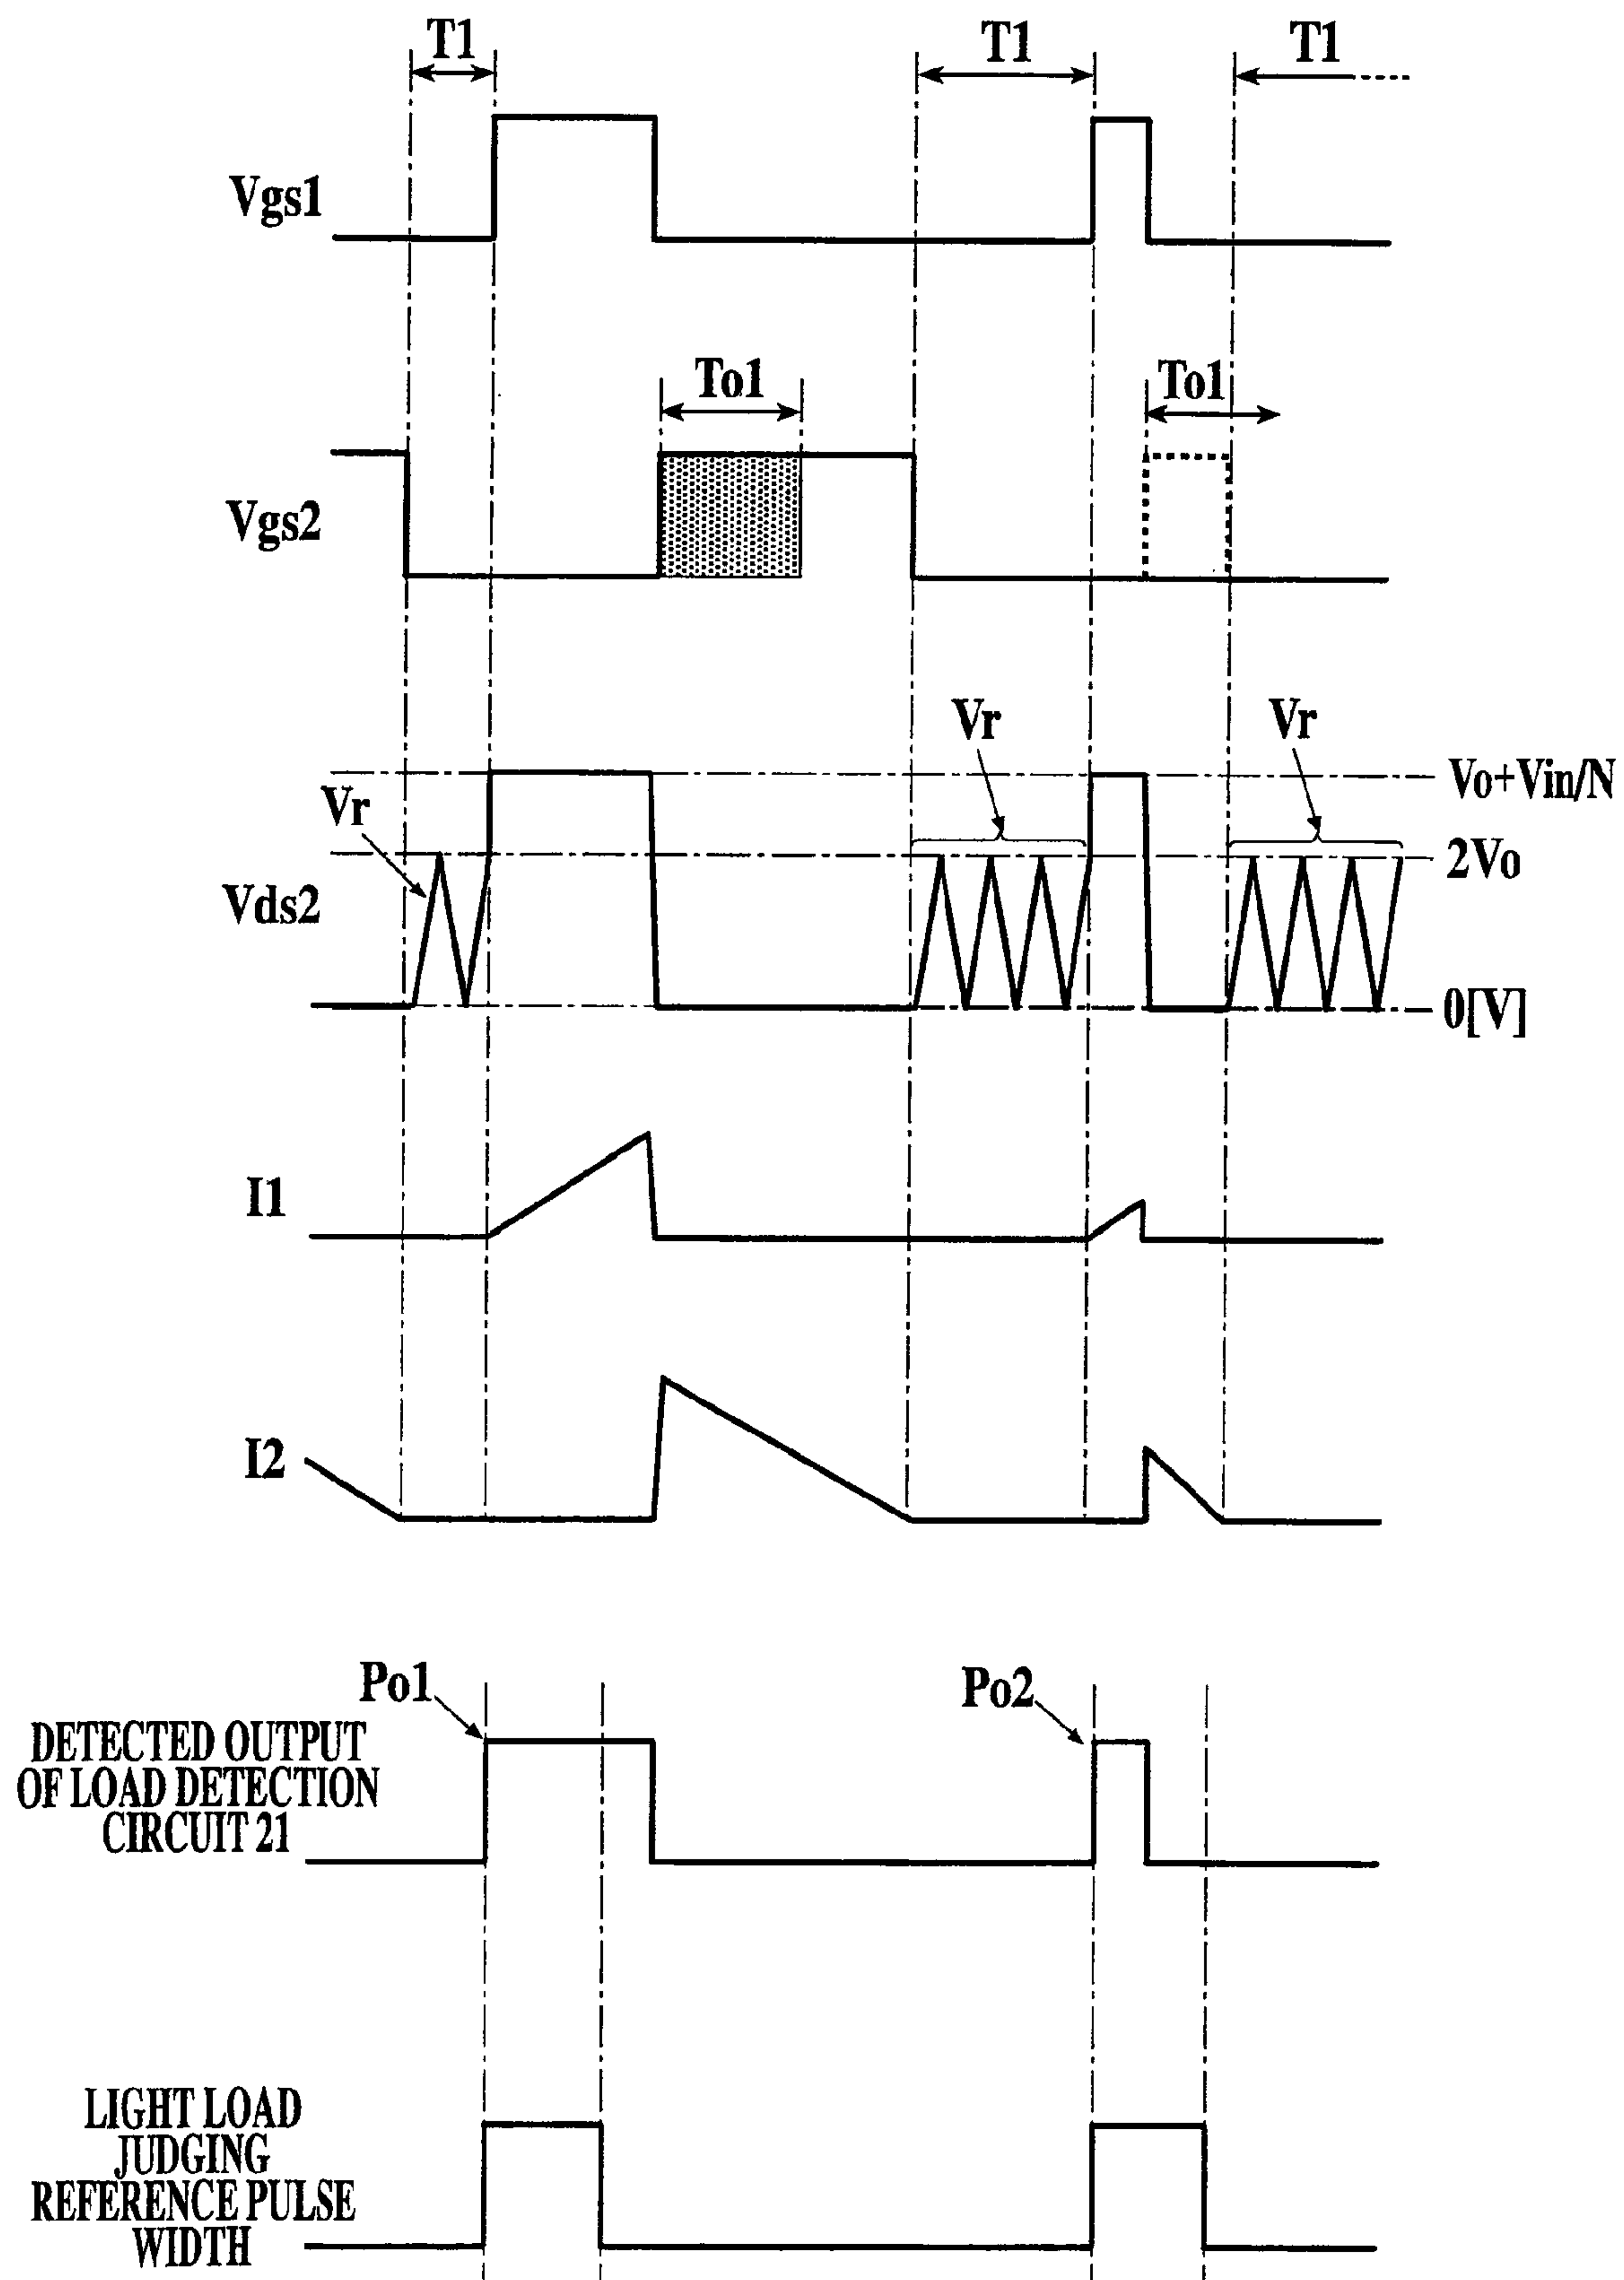 T1
T1
T1
Vgs1
To1
To1
Vgs2
Vr
Vr
Vo+Vin/N
Vr
2Vo
Vds2
0[V]
I1
I2
Po1
Po2
DETECTED OUTPUT
OF LOAD DETECTION
CIRCUIT 21
LIGHT LOAD
JUDGING
REFERENCE PULSE
WIDTH